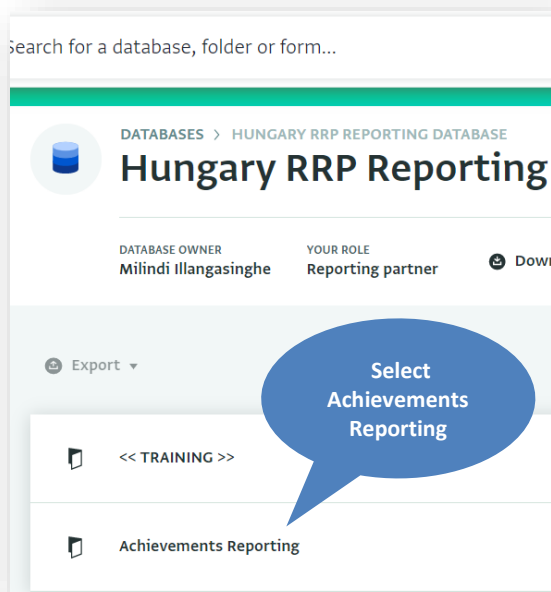 Search for a database, folder or form...
DATABASES > HUNGARY RRP REPORTING DATABASE
Hungary RRP Reporting
DATABASE OWNER
Milindi Illangasinghe
YOUR ROLE
Reporting partner
Export
Select
Achievements
Reporting
<< TRAINING >>
Achievements Reporting